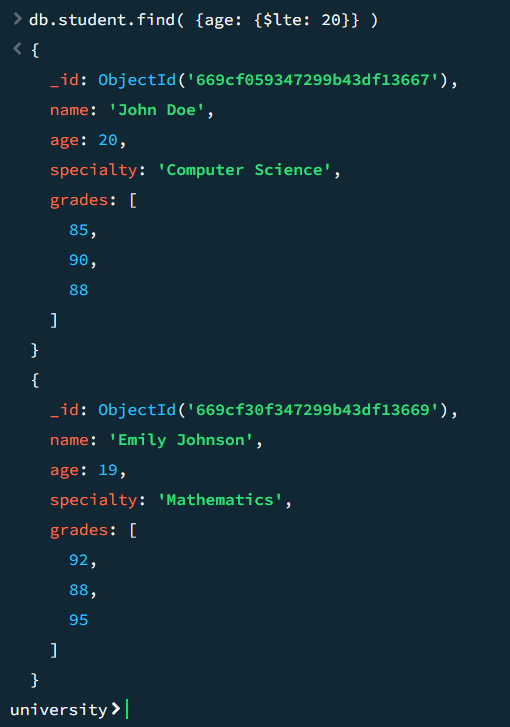 > db.student.find( {age: {$lte: 20}} )
< {
_id: ObjectId('669cf059347299b43df13667'),
name: 'John Doe',
age: 20,
specialty: 'Computer Science',
grades: [
85,
90,
88
]
}
{
_id: ObjectId('669cf30f347299b43df13669'),
name: 'Emily Johnson',
age: 19,
specialty: 'Mathematics',
grades: [
92,
88,
95
]
}
university>